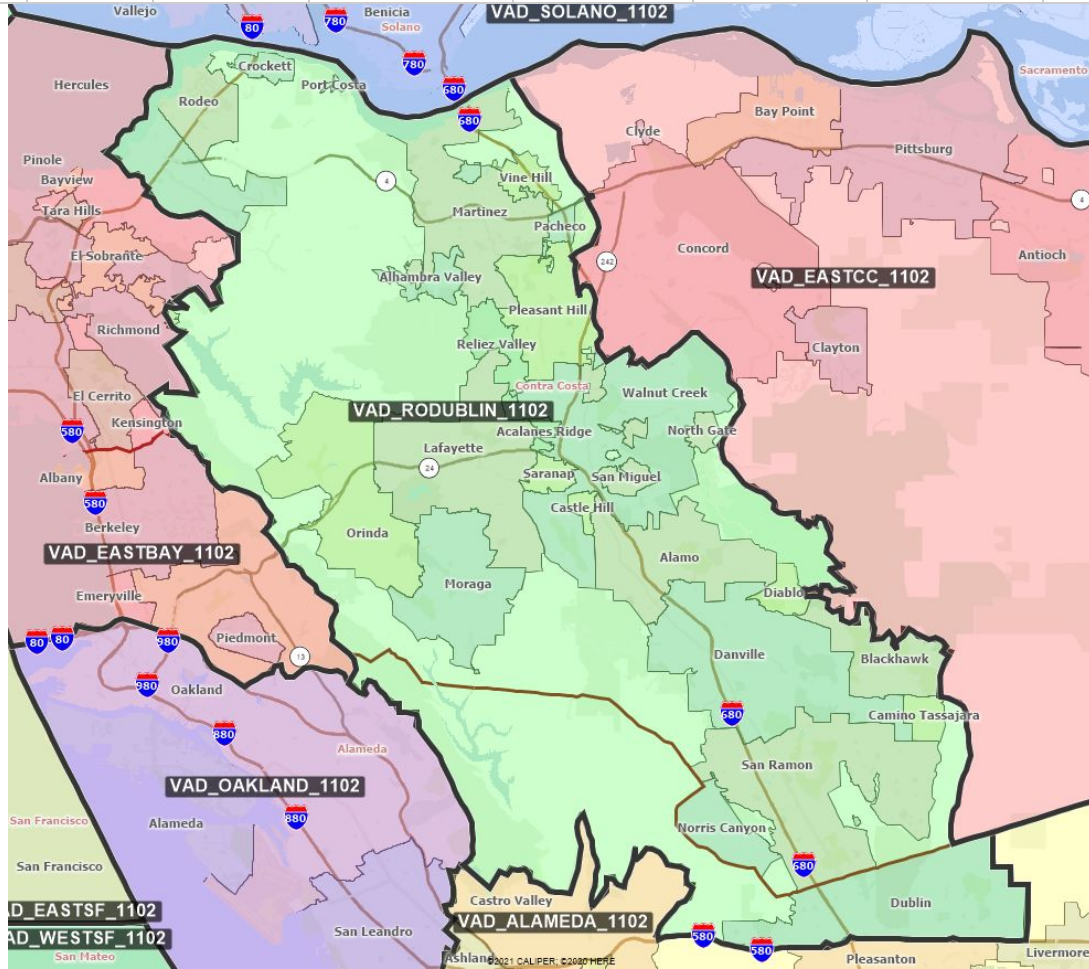 Vallejo
80
780
Benicia
Solano
VAD_SOLANO_1102
780
680
Hercules
Crockett
Port Costa
Rodeo
680
Sacramento
Bay Point
Clyde
Pittsburg
Pinole
Bayview
Tara Hills
4
Vine Hill
Martinez
Pacheco
4
El Sobrante
Concord
242
Antioch
Alhambra Valley
VAD_EASTCC_1102
Pleasant Hill
Richmond
Reliez Valley
Clayton
Contra Costa
Walnut Creek
El Cerrito
VAD_RODUBLIN_1102
Kensington
580
Acalanes Ridge
North Gate
Lafayette
24
Albany
Saranap
San Miguel
580
Castle Hill
Berkeley
Orinda
VAD_EASTBAY_1102
Alamo
Moraga
Diablo
Emeryville
80
80
980
Piedmont
13
Danville
Blackhawk
980
Oakland
680
Camino Tassajara
880
Alameda
San Ramon
VAD_OAKLAND_1102
880
San Francisco
Alameda
Norris Canyon
San Francisco
680
Castro Valley
Dublin
AD_EASTSF_1102
VAD_ALAMEDA_1102
San Leandro
AD_WESTSF_1102
580
580
San Mateo
Ashland
©2021 CALIPER; ©2020 HERE
Pleasanton
Livermore